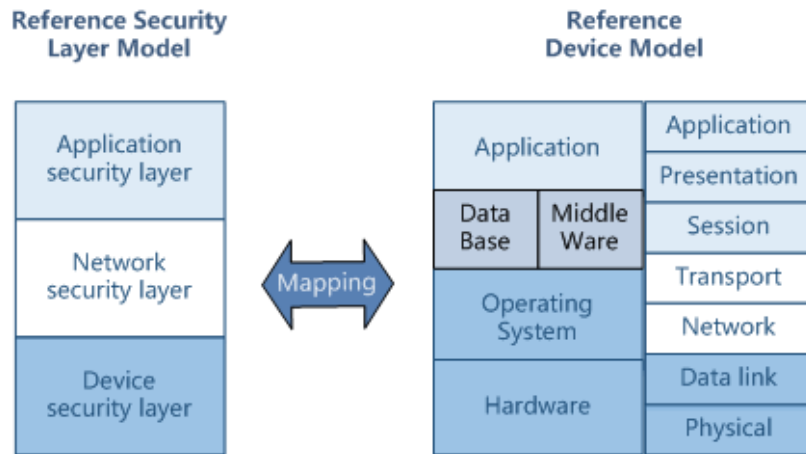 Reference Security
Layer Model
Reference
Device Model
Application
security layer
Network
security layer
Device
security layer
Mapping
Application
Data
Base
Middle
Ware
Operating
System
Hardware
Application
Presentation
Session
Transport
Network
Data link
Physical